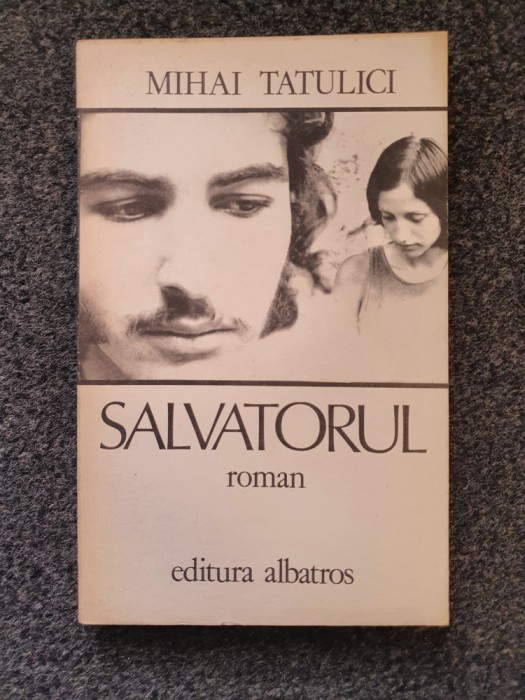 MIHAI TATULICI
SALVATORUL
roman
editura albatros